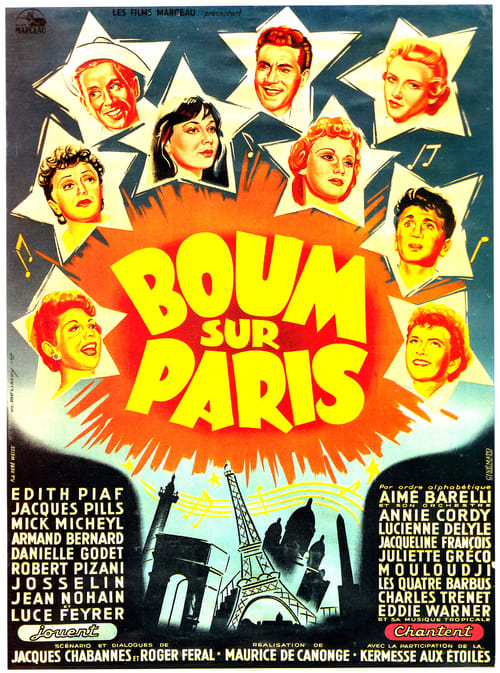 MARCEAU
LES FILMS MARCEAU présentent
BOUM
SUR
PARIS
EDITH PIAF
JACQUES PILLS
MICK MICHEYL
ARMAND BERNARD
DANIELLE GODET
ROBERT PIZANI
JOSSELIN
JEAN NOHAIN
ET
LUCE FEYRER
jouent
Par ordre alphabétique
AIMÉ BARELLI
ET SON ORCHESTRE
ANNIE CORDY
LUCIENNE DELYLE
JACQUELINE FRANÇOIS
JULIETTE GRECO
MOULOUDJI
LES QUATRE BARBUS
CHARLES TRENET
EDDIE WARNER
ET SA MUSIQUE TROPICALE
Chantent
SCÉNARIO ET DIALOGUES DE
JACQUES CHABANNES ET ROGER FERAL
RÉALISATION DE
MAURICE DE CANONGE
AVEC LA PARTICIPATION DE LA
KERMESSE AUX ÉTOILES